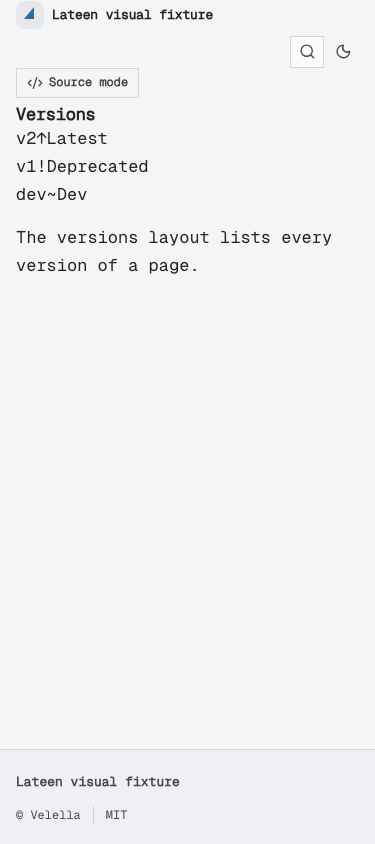 Lateen visual fixture
</> Source mode
Versions
v2↑Latest
v1!Deprecated
dev~Dev
The versions layout lists every
version of a page.
Lateen visual fixture
© Velella | MIT